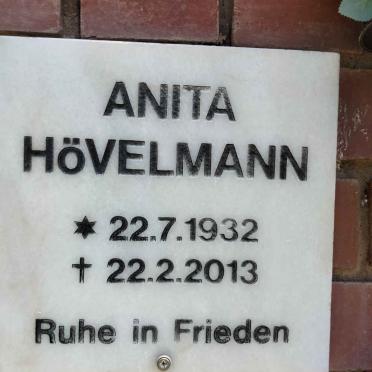 ANITA
HöVELMANN
* 22.7.1932
† 22.2.2013
Ruhe in Frieden